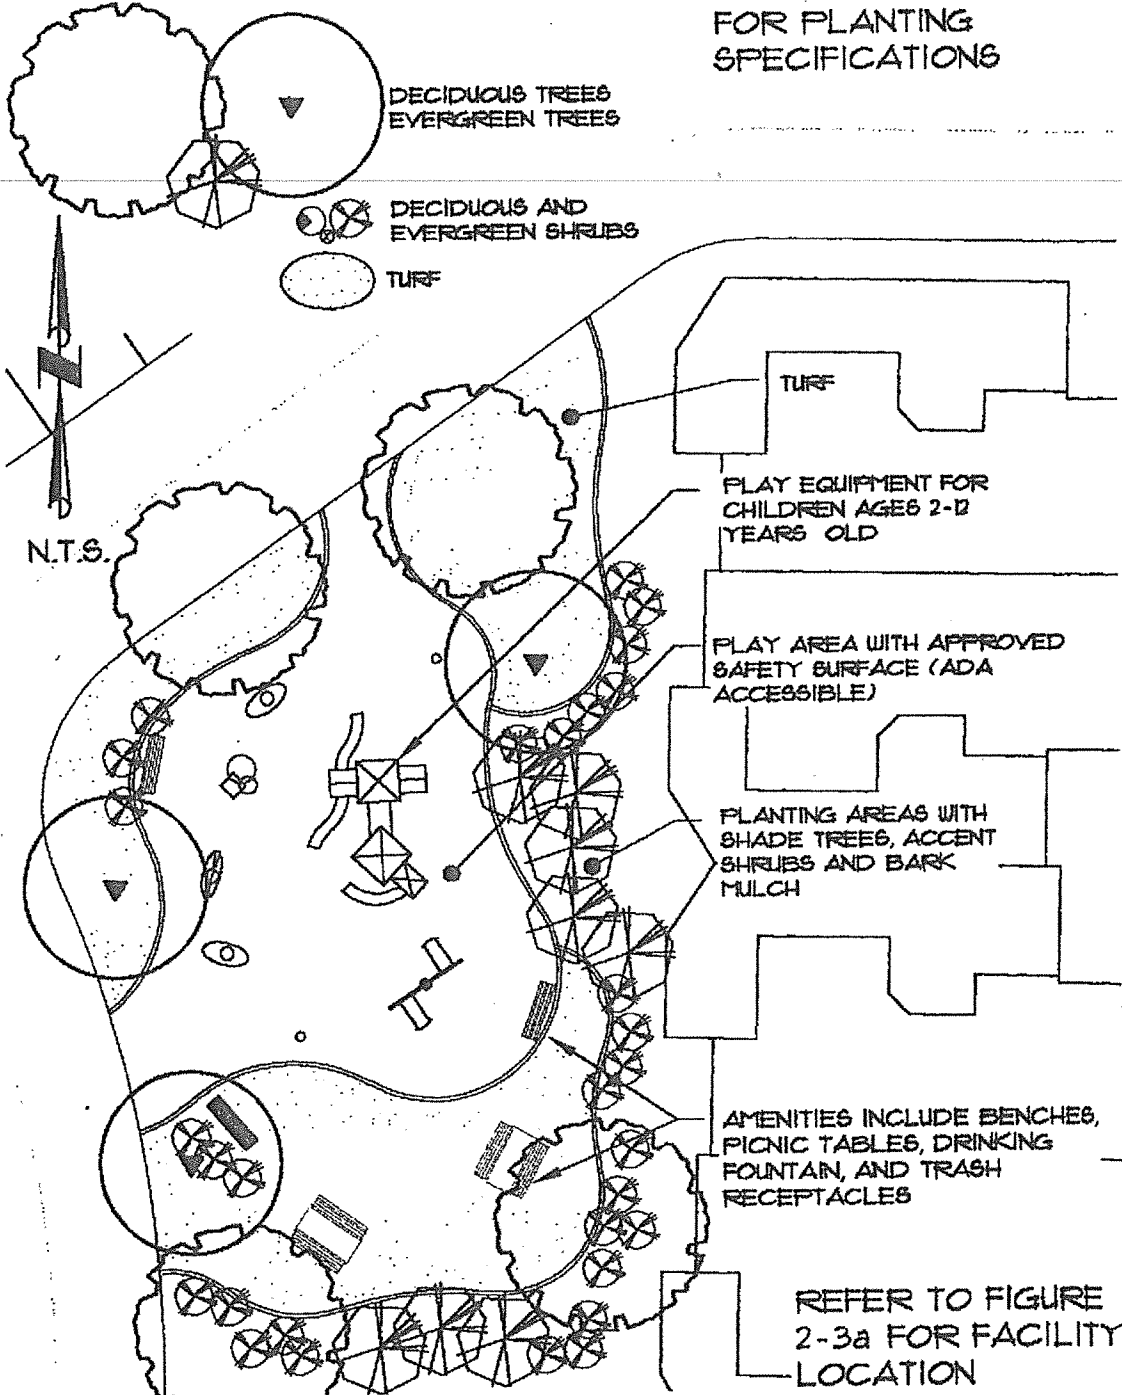 FOR PLANTING
SPECIFICATIONS
DECIDUOUS TREES
EVERGREEN TREES
DECIDUOUS AND
EVERGREEN SHRUBS
TURF
N
N.T.S.
TURF
PLAY EQUIPMENT FOR
CHILDREN AGES 2-12
YEARS OLD
PLAY AREA WITH APPROVED
SAFETY SURFACE (ADA
ACCESSIBLE)
PLANTING AREAS WITH
SHADE TREES, ACCENT
SHRUBS AND BARK
MULCH
AMENITIES INCLUDE BENCHES,
PICNIC TABLES, DRINKING
FOUNTAIN, AND TRASH
RECEPTACLES
REFER TO FIGURE
2-3a FOR FACILITY
LOCATION